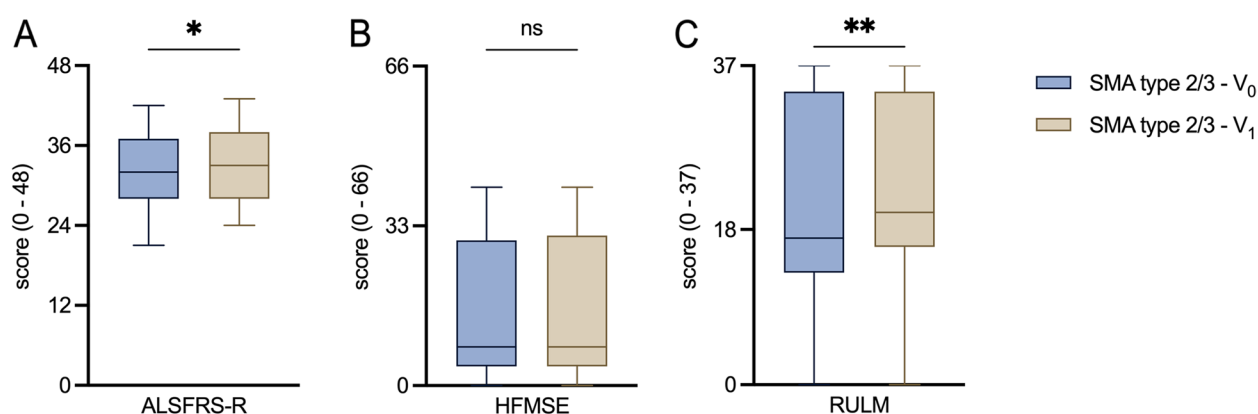 A
*
score (0 - 48)
48
36
24
12
0
ALSFRS-R
B
ns
score (0 - 66)
66
33
0
HFMSE
C
**
score (0 - 37)
37
18
0
RULM
SMA type 2/3 - V0
SMA type 2/3 - V1